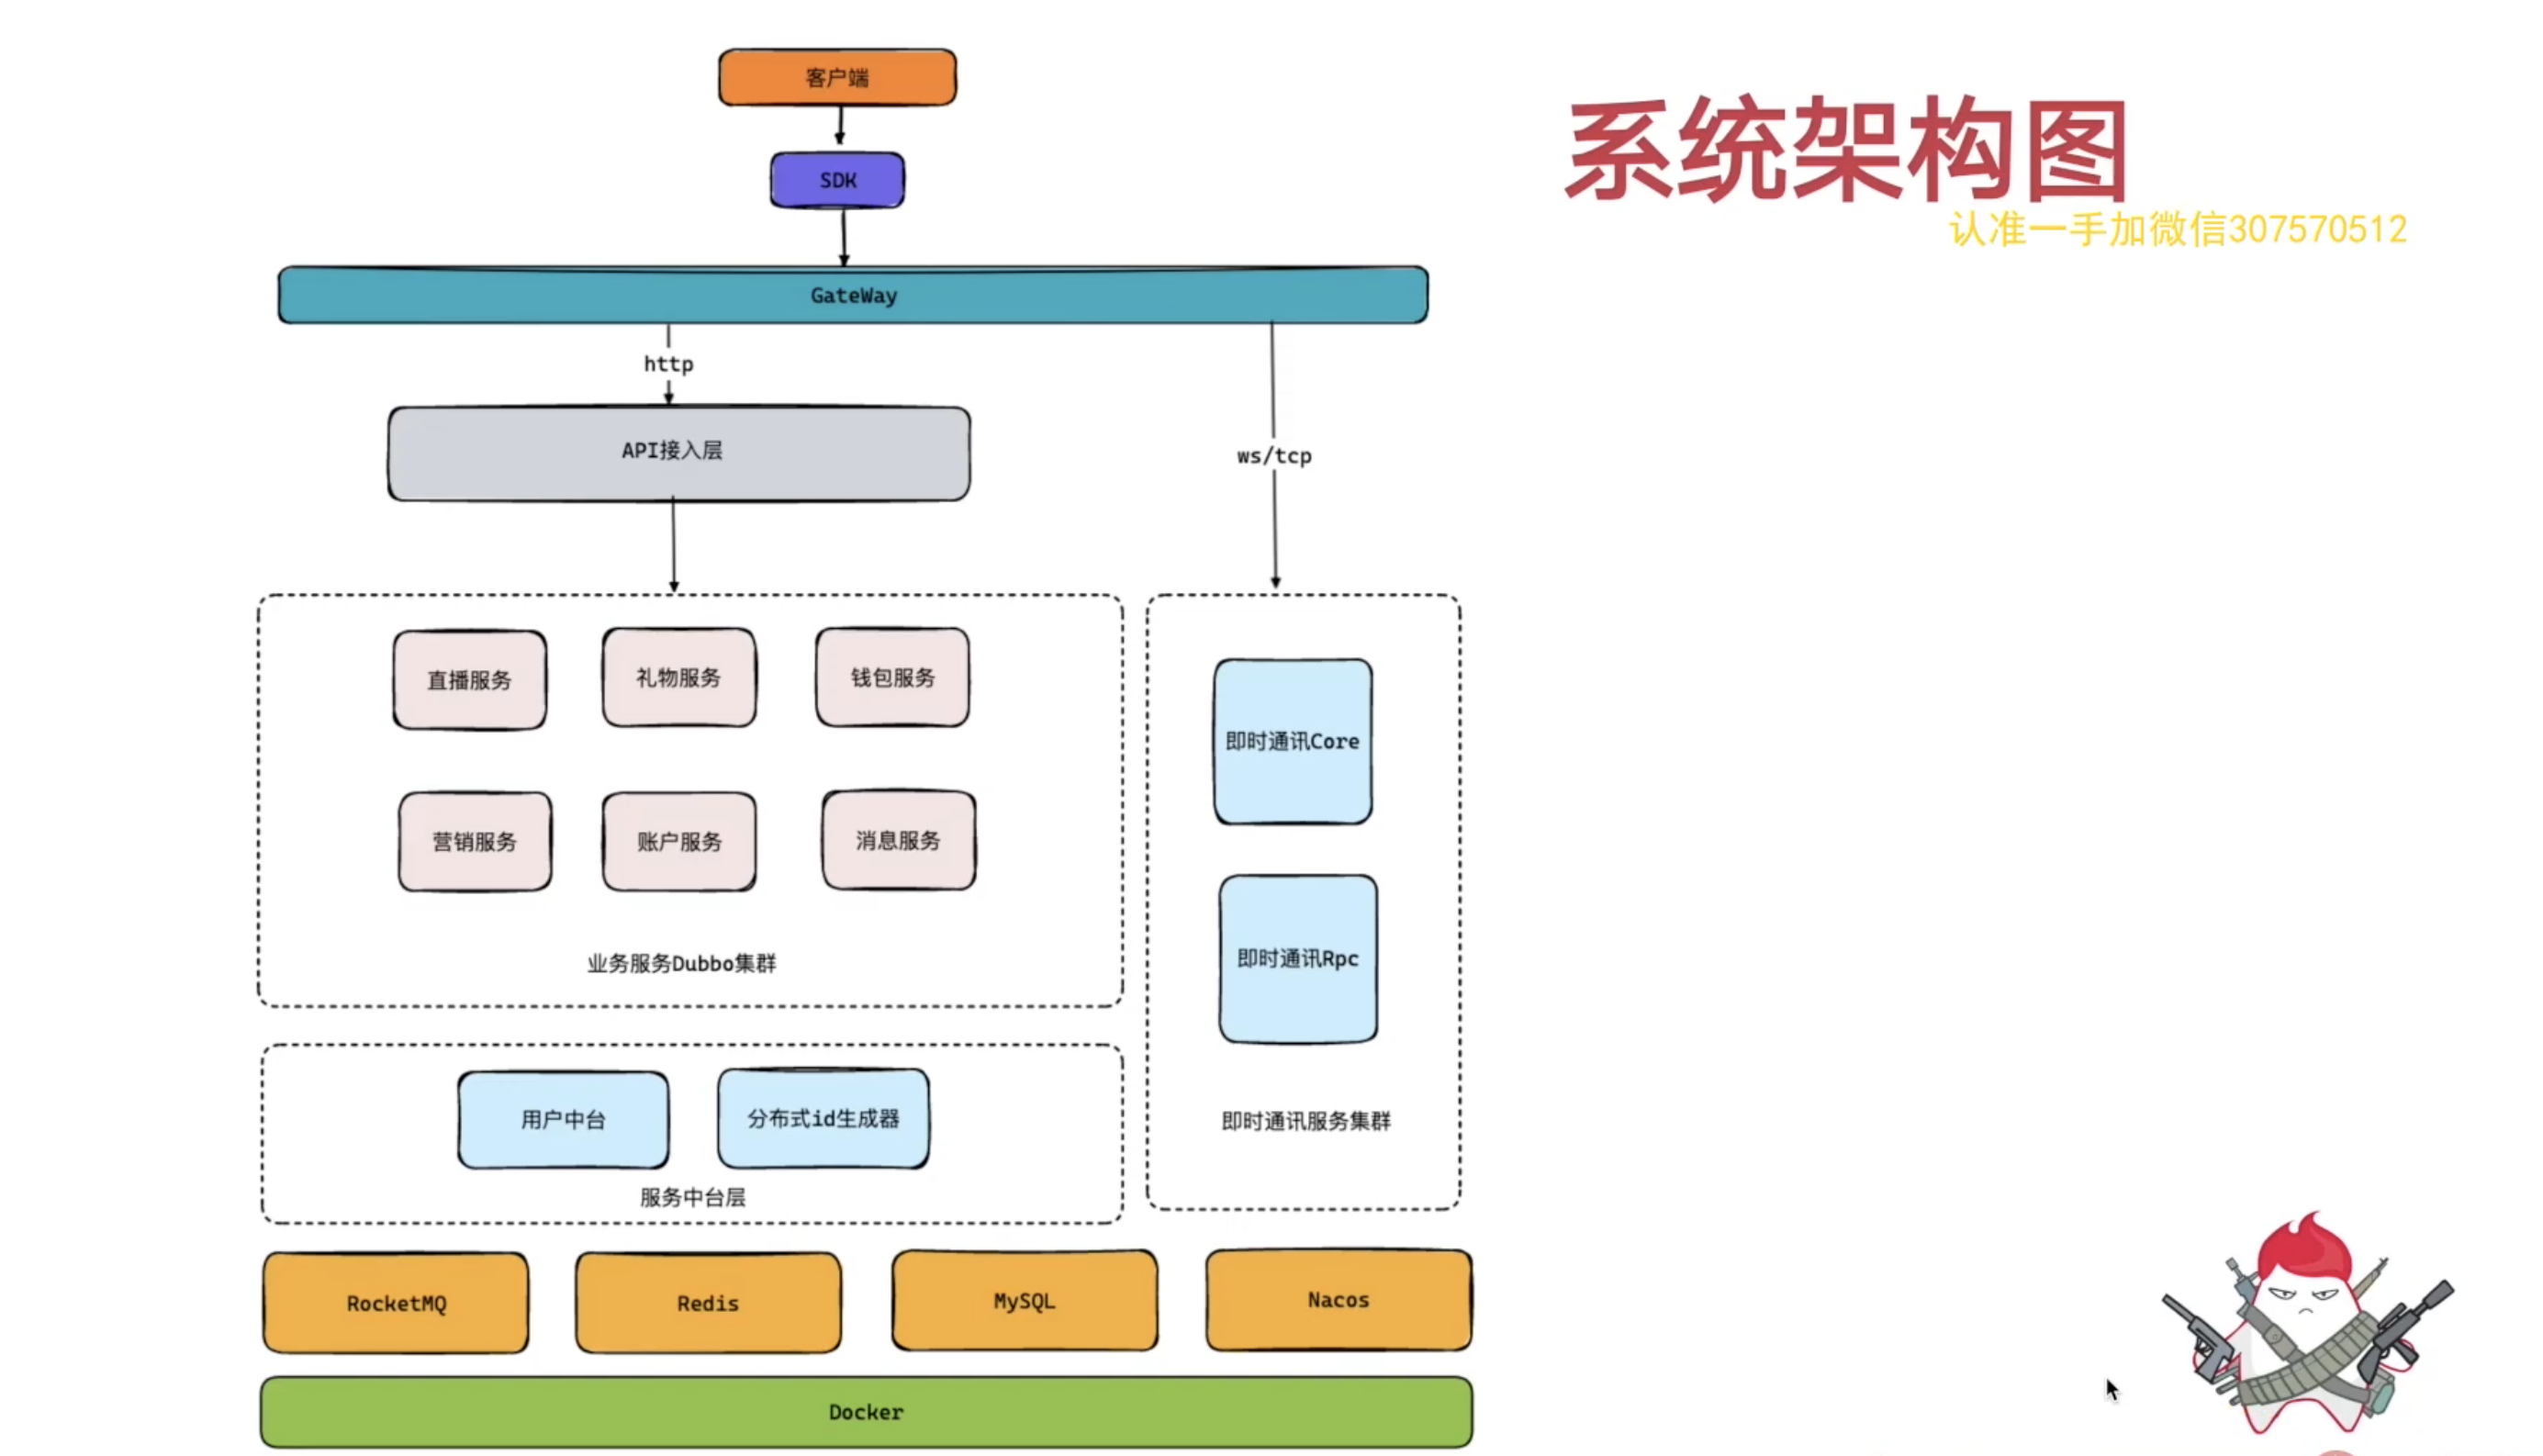 客户端
系统架构图
SDK
认准一手加微信307570512
GateWay
http
API接入层
ws/tcp
直播服务
礼物服务
钱包服务
即时通讯Core
营销服务
账户服务
消息服务
业务服务Dubbo集群
即时通讯Rpc
用户中台
分布式id生成器
即时通讯服务集群
服务中台层
RocketMQ
Redis
MySQL
Nacos
Docker